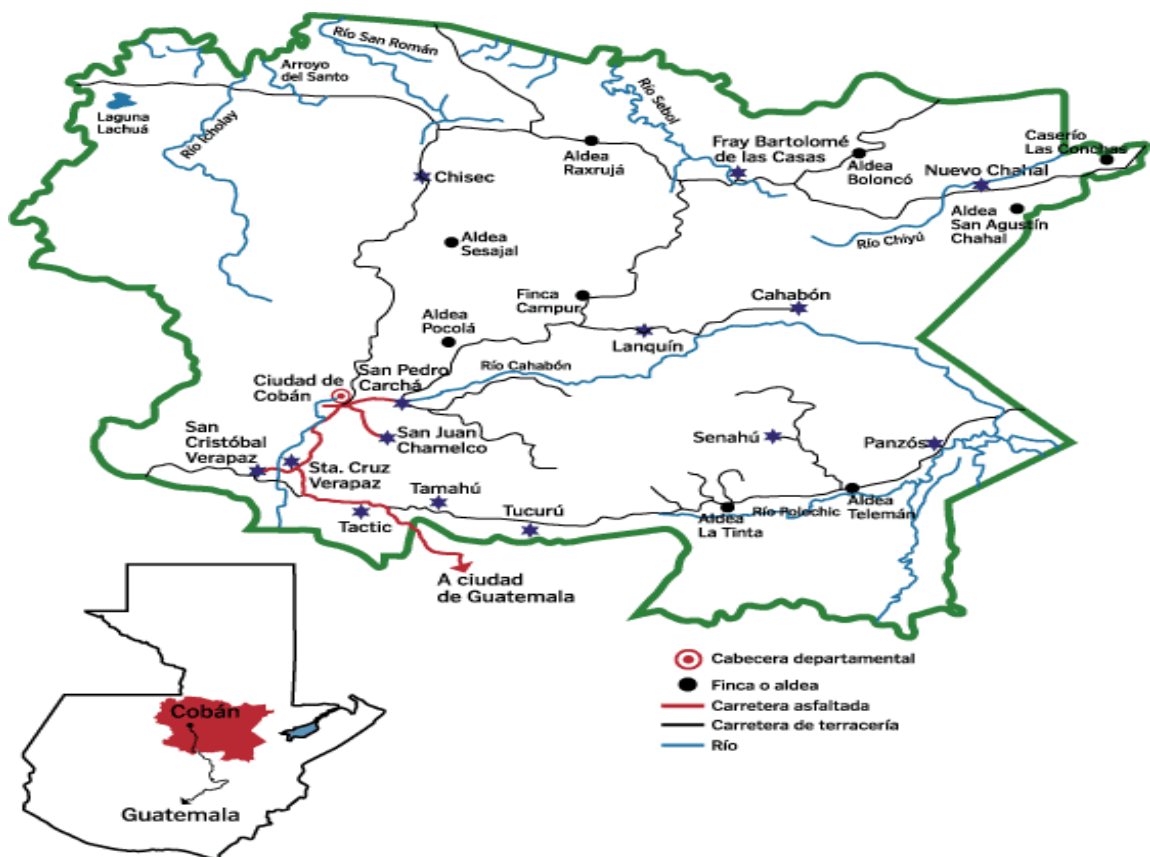 Río San Román
Arroyo
del Santo
Laguna
Lachuá
Río Icholay
Río Sebol
Aldea
Raxrujá
Fray Bartolomé
de las Casas
Aldea
Boloncó
Caserío
Las Conchas
Nuevo Chahal
Chisec
Aldea
San Agustín
Chahal
Río Chiyú
Aldea
Sesajal
Finca
Campur
Cahabón
Aldea
Pocolá
Lanquín
Río Cahabón
San Pedro
Carchá
Ciudad de
Cobán
San
Cristóbal
Verapaz
San Juan
Chamelco
Senahú
Panzós
Sta. Cruz
Verapaz
Tamahú
Tucurú
Tactic
Aldea
La Tinta
Río Polochic
Aldea
Telemán
A ciudad
de Guatemala
Cabecera departamental
Finca o aldea
Carretera asfaltada
Carretera de terracería
Río
Cobán
Guatemala